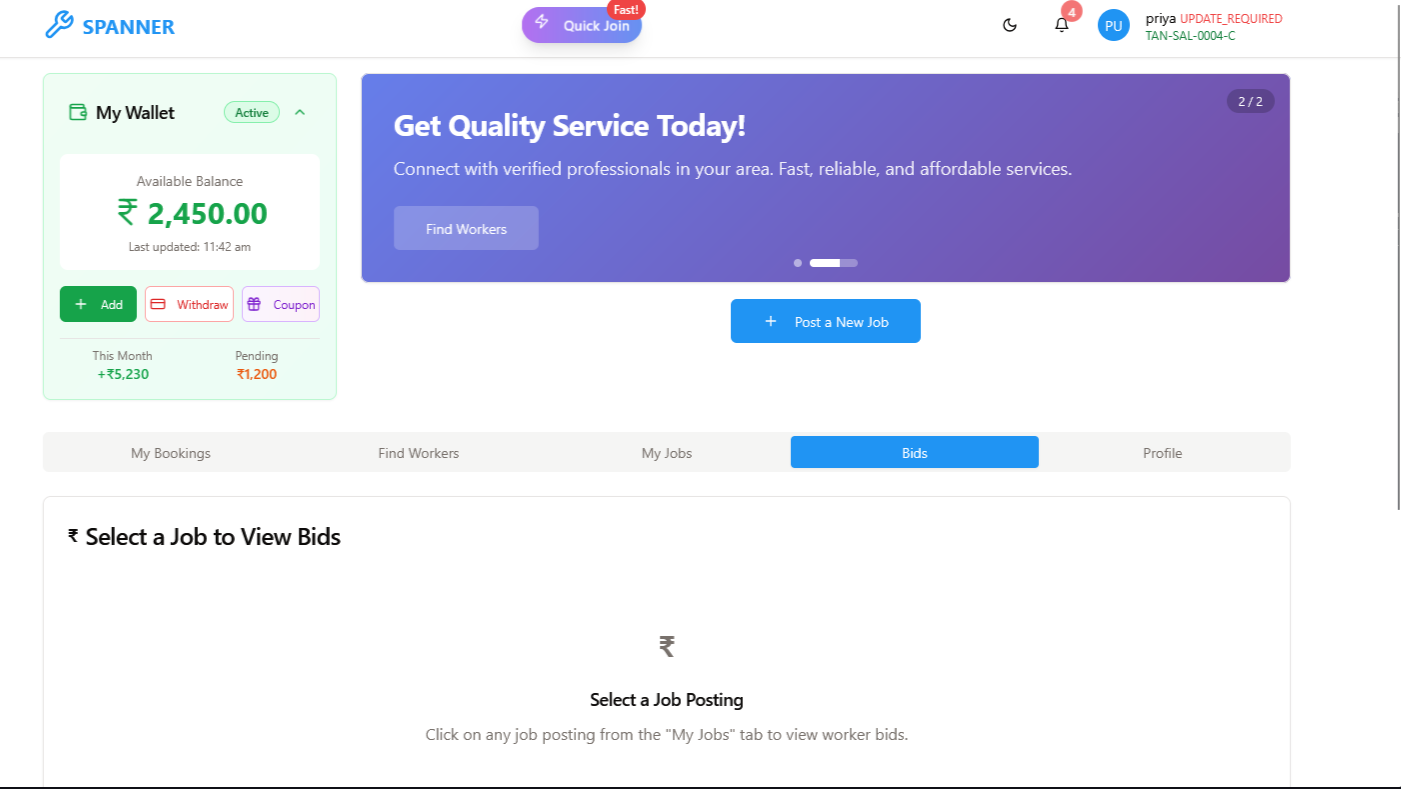 SPANNER
Fast!
Quick Join
4
PU
priya UPDATE_REQUIRED
TAN-SAL-0004-C
My Wallet
Active
Available Balance
₹ 2,450.00
Last updated: 11:42 am
+ Add
Withdraw
Coupon
This Month
Pending
+₹5,230
₹1,200
2 / 2
Get Quality Service Today!
Connect with verified professionals in your area. Fast, reliable, and affordable services.
Find Workers
+ Post a New Job
My Bookings
Find Workers
My Jobs
Bids
Profile
₹ Select a Job to View Bids
₹
Select a Job Posting
Click on any job posting from the "My Jobs" tab to view worker bids.